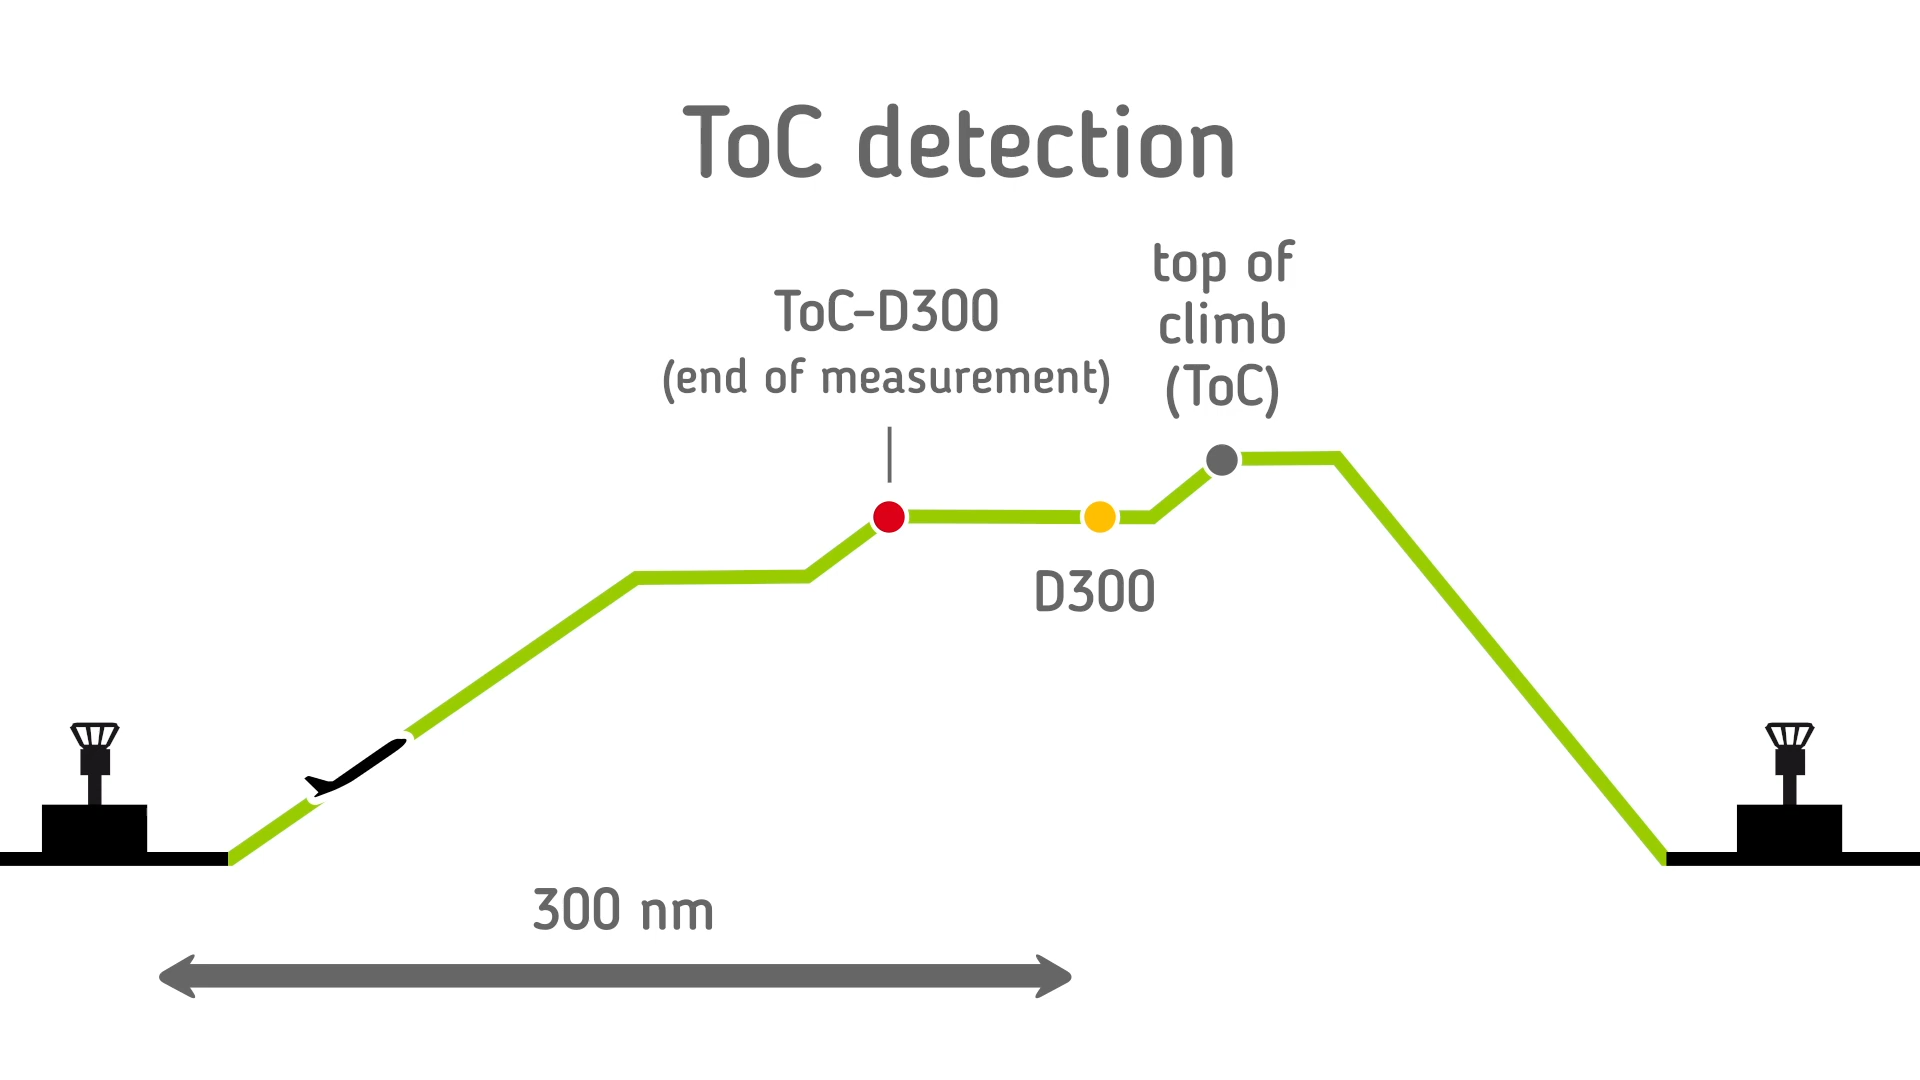 ToC detection
top of
climb
(ToC)
ToC-D300
(end of measurement)
D300
300 nm